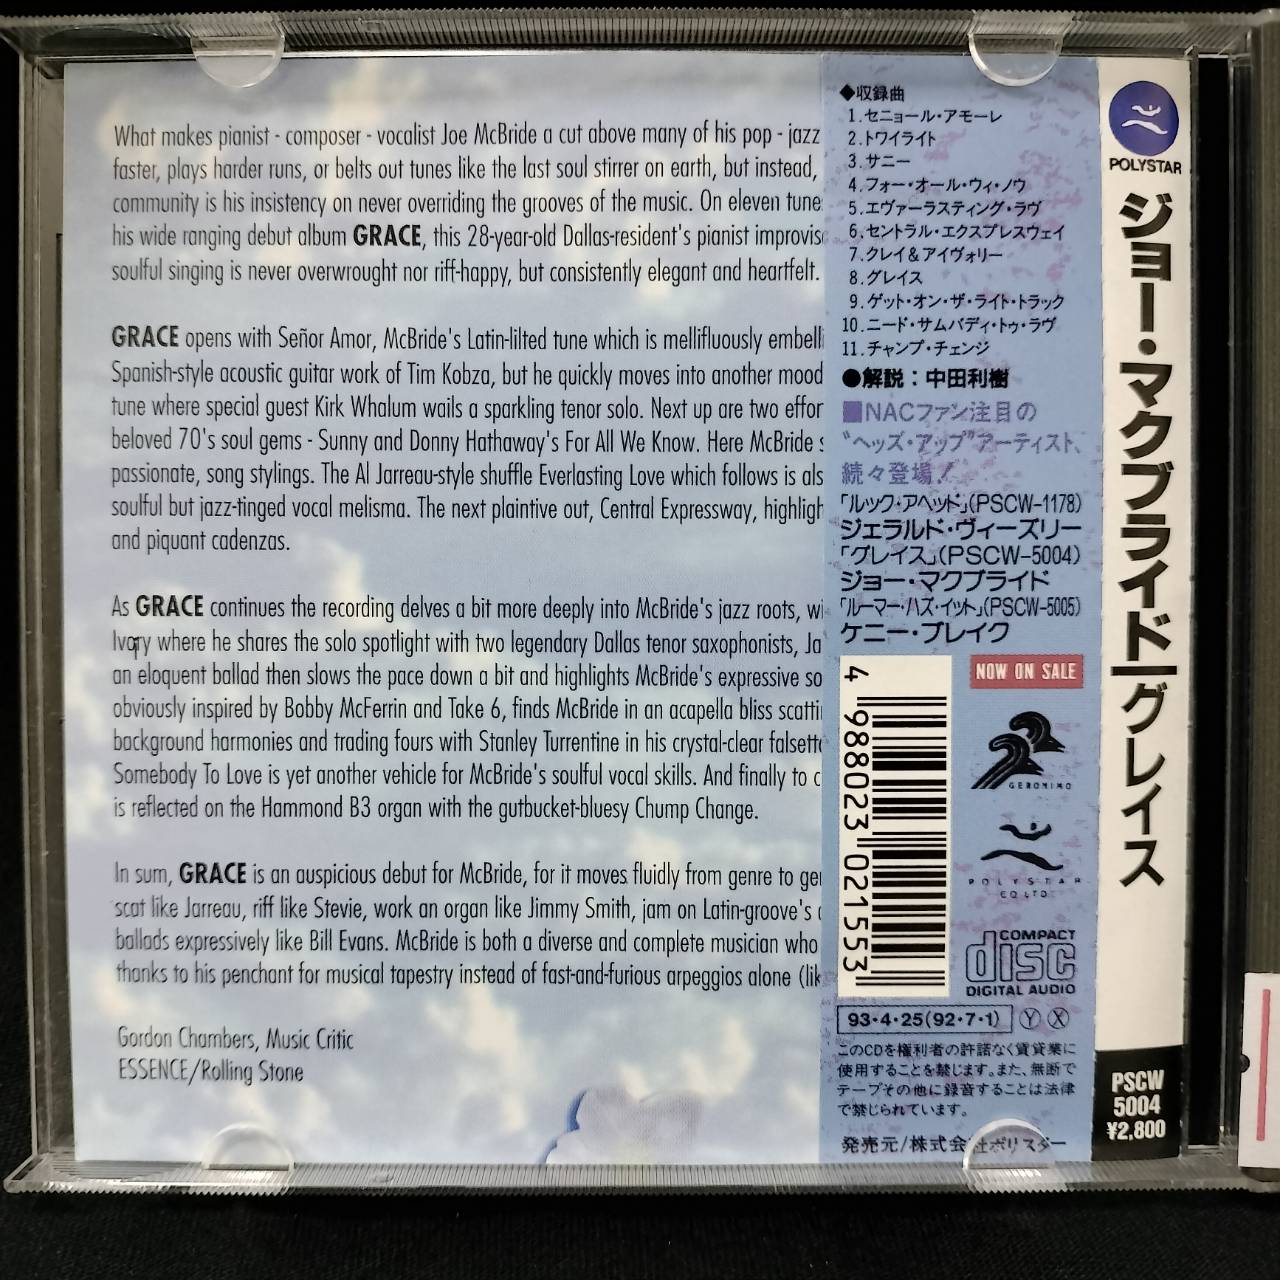 What makes pianist - composer - vocalist Joe McBride a cut above many of his pop - jazz
faster, plays harder runs, or belts out tunes like the last soul stirrer on earth, but instead,
community is his insistency on never overriding the grooves of the music. On eleven tune
his wide ranging debut album GRACE, this 28-year-old Dallas-resident's pianist improvis
soulful singing is never overwrought nor riff-happy, but consistently elegant and heartfelt.
GRACE opens with Señor Amor, McBride's Latin-lilted tune which is mellifluously embelli
Spanish-style acoustic guitar work of Tim Kobza, but he quickly moves into another mood
tune where special guest Kirk Whalum wails a sparkling tenor solo. Next up are two effor
beloved 70's soul gems - Sunny and Donny Hathaway's For All We Know. Here McBride s
passionate, song stylings. The Al Jarreau-style shuffle Everlasting Love which follows is als
soulful but jazz-tinged vocal melisma. The next plaintive out, Central Expressway, highligh
and piquant cadenzas.
As GRACE continues the recording delves a bit more deeply into McBride's jazz roots, wi
Ivory where he shares the solo spotlight with two legendary Dallas tenor saxophonists, Ja
an eloquent ballad then slows the pace down a bit and highlights McBride's expressive so
obviously inspired by Bobby McFerrin and Take 6, finds McBride in an acapella bliss scatti
background harmonies and trading fours with Stanley Turrentine in his crystal-clear falsetto
Somebody To Love is yet another vehicle for McBride's soulful vocal skills. And finally to c
is reflected on the Hammond B3 organ with the gutbucket-bluesy Chump Change.
In sum, GRACE is an auspicious debut for McBride, for it moves fluidly from genre to ge
scat like Jarreau, riff like Stevie, work an organ like Jimmy Smith, jam on Latin-groove's
ballads expressively like Bill Evans. McBride is both a diverse and complete musician who
thanks to his penchant for musical tapestry instead of fast-and-furious arpeggios alone (lik
Gordon Chambers, Music Critic
ESSENCE/Rolling Stone
◆収録曲
1.セニョール・アモーレ
2.トワイライト
3.サニー
4.フォー・オール・ウィ・ノウ
5.エヴァーラスティング・ラヴ
6.セントラル・エクスプレスウェイ
7.クレイ&アイヴォリー
8.グレイス
9.ゲット・オン・ザ・ライト・トラック
10.ニード・サムバディ・トゥ・ラヴ
11.チャンプ・チェンジ
●解説：中田利樹
■NACファン注目の
“ヘッズ・アップ”アーティスト、
続々登場！
「ルック・アヘッド」(PSCW-1178)
ジェラルド・ヴィーズリー
「グレイス」(PSCW-5004)
ジョー・マクブライド
「ルーマー・ハズ・イット」(PSCW-5005)
ケニー・ブレイク
4 988023 021553
NOW ON SALE
GERONIMO
POLYSTAR
CO LTD
COMPACT
disc
DIGITAL AUDIO
93・4・25(92・7・1) Ⓨ Ⓧ
このCDを権利者の許諾なく賃貸業に
使用することを禁じます。また、無断で
テープその他に録音することは法律
で禁じられています。
発売元/株式会社ポリスター
POLYSTAR
ジョー・マクブライド グレイス
PSCW
5004
¥2,800